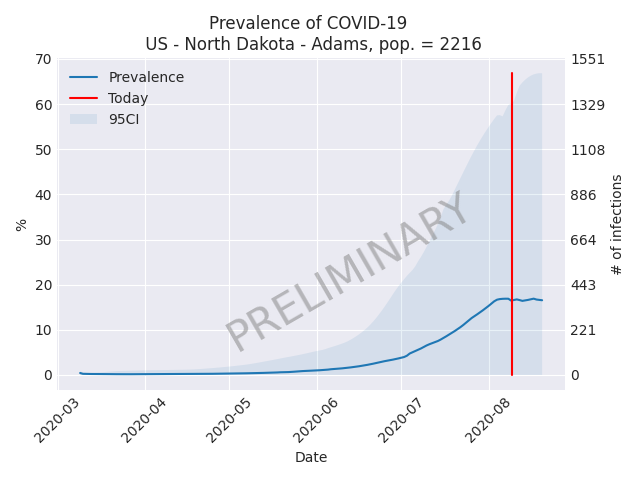 Prevalence of COVID-19
US - North Dakota - Adams, pop. = 2216
Prevalence
Today
95CI
PRELIMINARY
%
70
60
50
40
30
20
10
0
1551
1329
1108
886
664
443
221
0
# of infections
2020-03
2020-04
2020-05
2020-06
2020-07
2020-08
Date